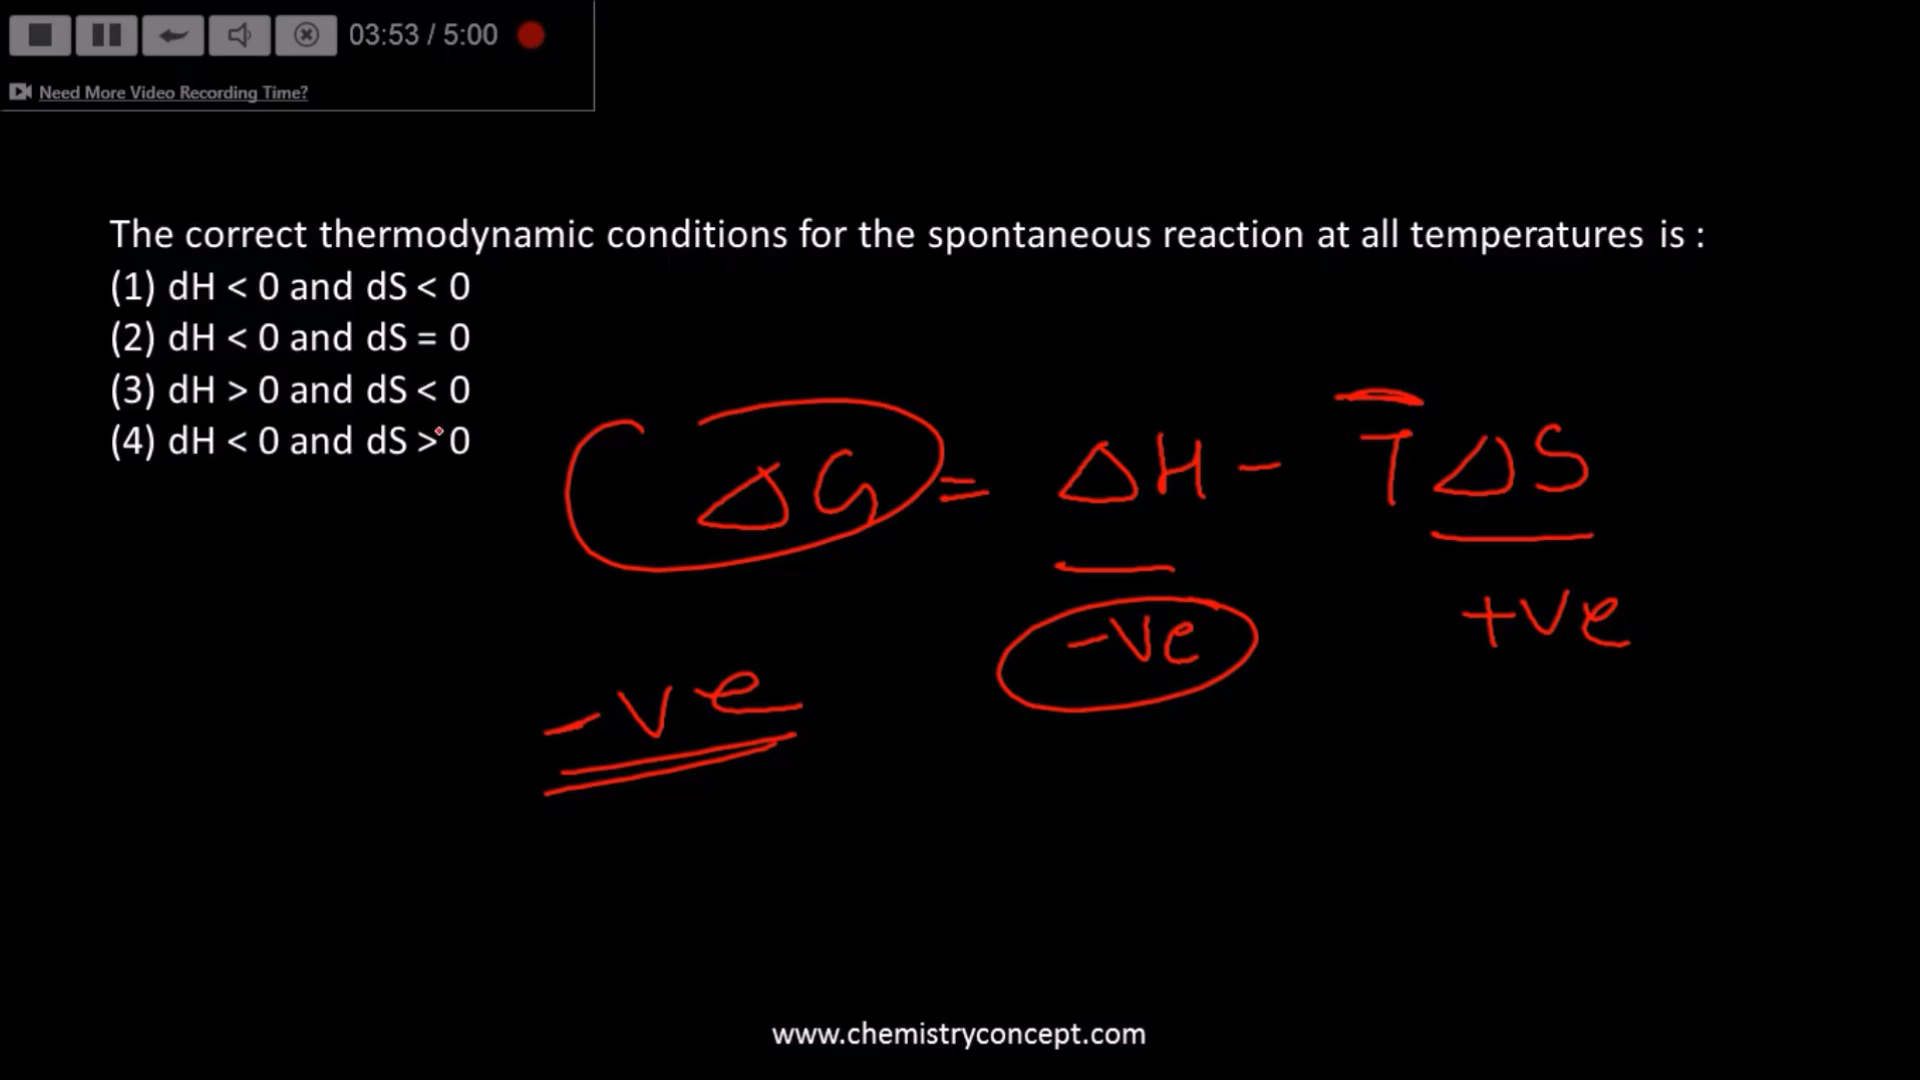 03:53 / 5:00
Need More Video Recording Time?
The correct thermodynamic conditions for the spontaneous reaction at all temperatures is :
(1) dH < 0 and dS < 0
(2) dH < 0 and dS = 0
(3) dH > 0 and dS < 0
(4) dH < 0 and dS > 0
ΔG = ΔH - TΔS
-ve +ve
-ve
www.chemistryconcept.com